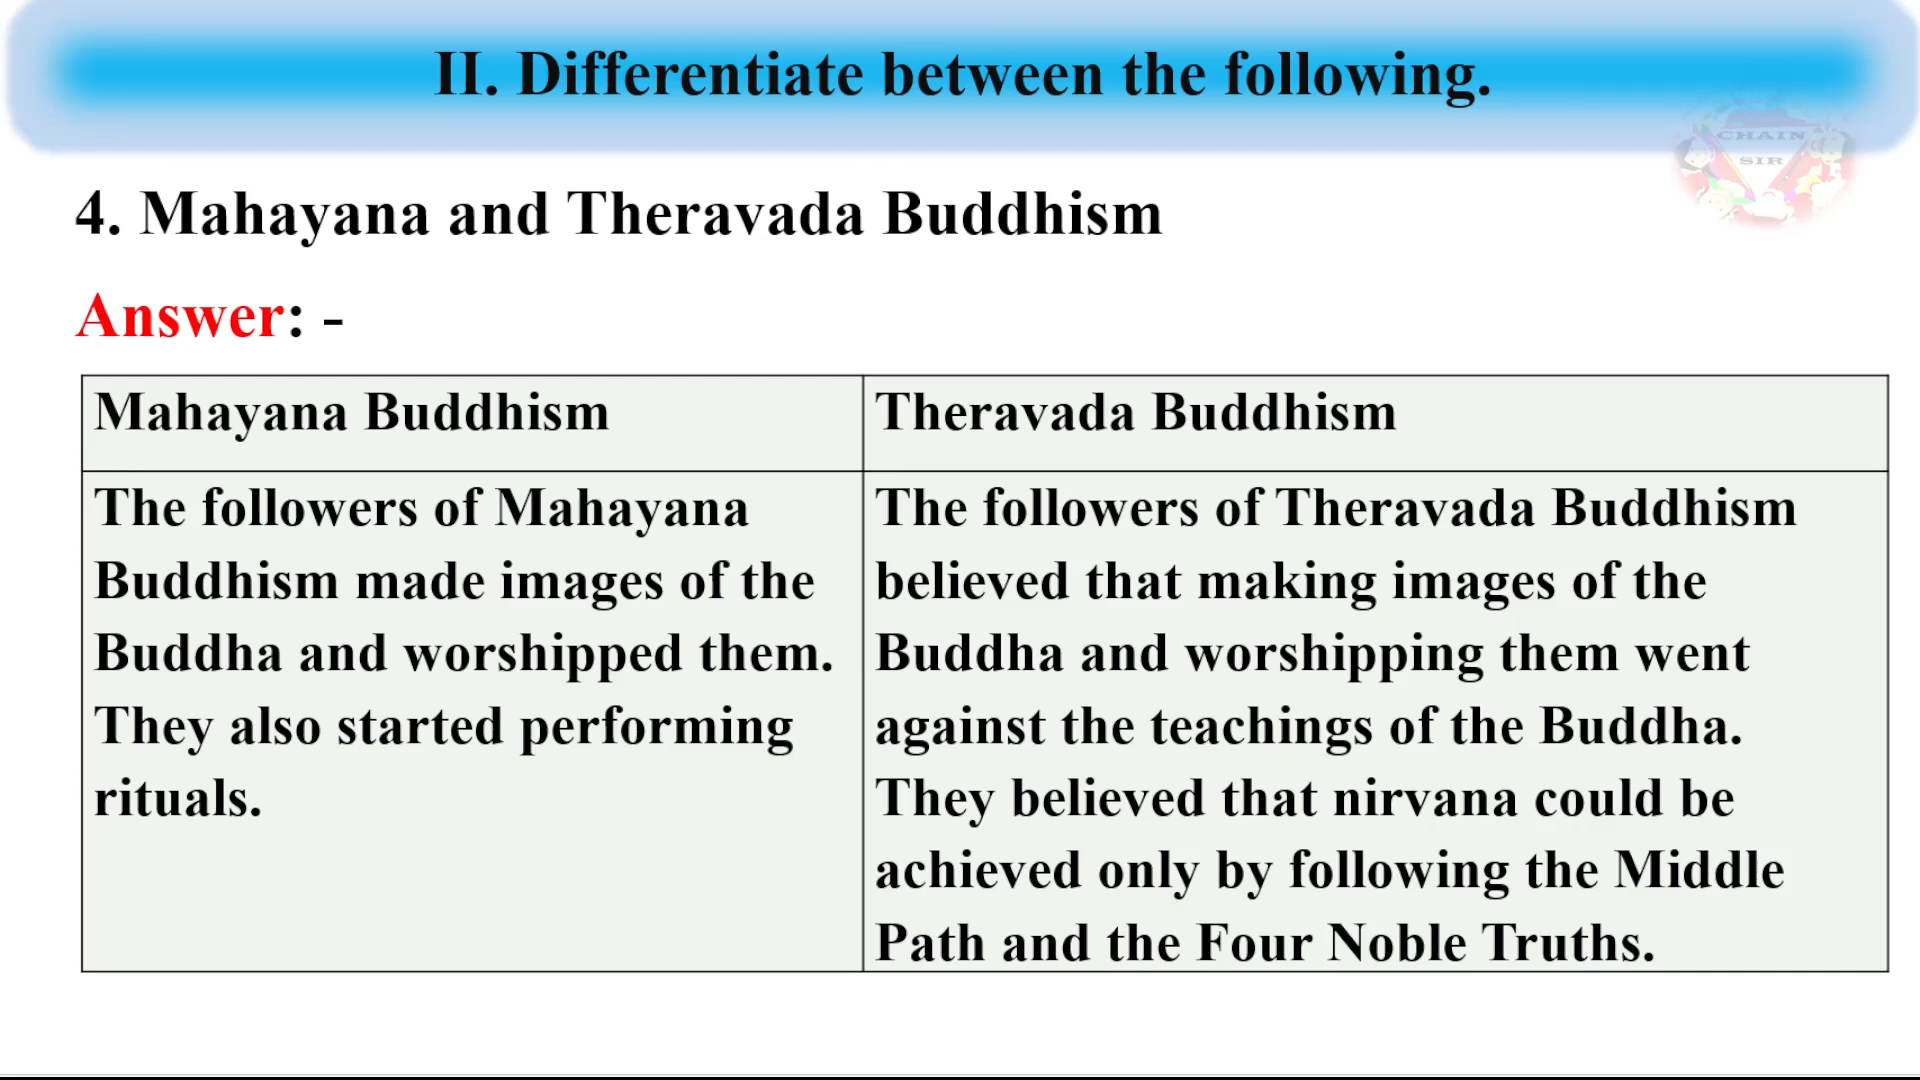 II. Differentiate between the following.
CHAIN
SIR
4. Mahayana and Theravada Buddhism
Answer: -
Mahayana Buddhism
Theravada Buddhism
The followers of Mahayana
Buddhism made images of the
Buddha and worshipped them.
They also started performing
rituals.
The followers of Theravada Buddhism
believed that making images of the
Buddha and worshipping them went
against the teachings of the Buddha.
They believed that nirvana could be
achieved only by following the Middle
Path and the Four Noble Truths.